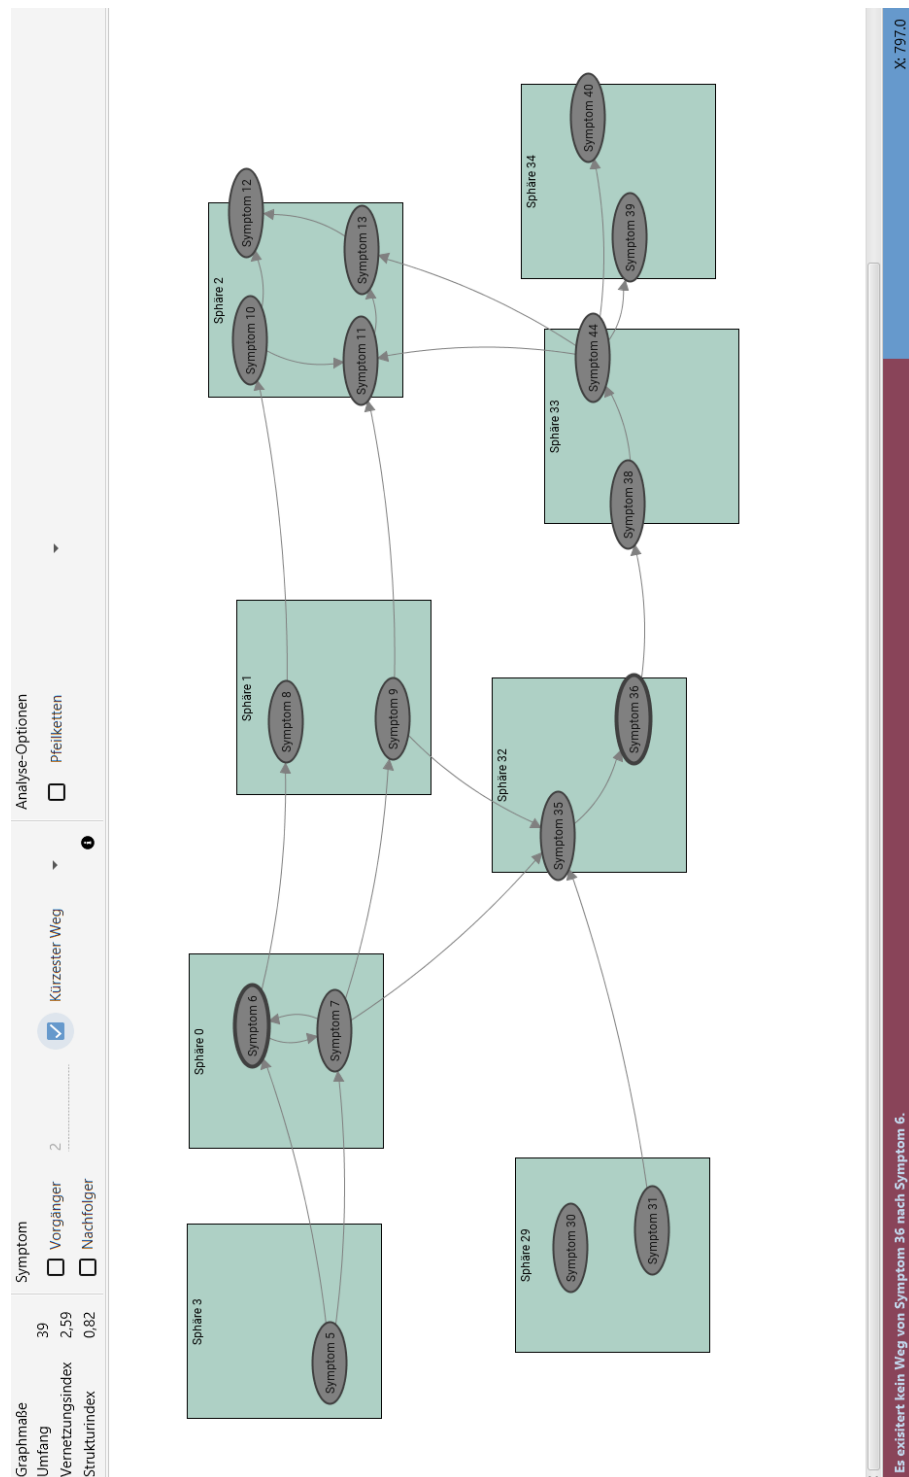 Graphmaße
Umfang 39
Vernetzungsindex 2,59
Strukturindex 0,82
Symptom
Vorgänger
Nachfolger
2
Kürzester Weg
Analyse-Optionen
Pfeilketten
Sphäre 3
Symptom 5
Sphäre 0
Symptom 6
Symptom 7
Sphäre 1
Symptom 8
Symptom 9
Sphäre 2
Symptom 10
Symptom 12
Symptom 11
Symptom 13
Sphäre 29
Symptom 30
Symptom 31
Sphäre 32
Symptom 35
Symptom 36
Sphäre 33
Symptom 38
Symptom 44
Sphäre 34
Symptom 40
Symptom 39
Es exisitert kein Weg von Symptom 36 nach Symptom 6.
X: 797.0